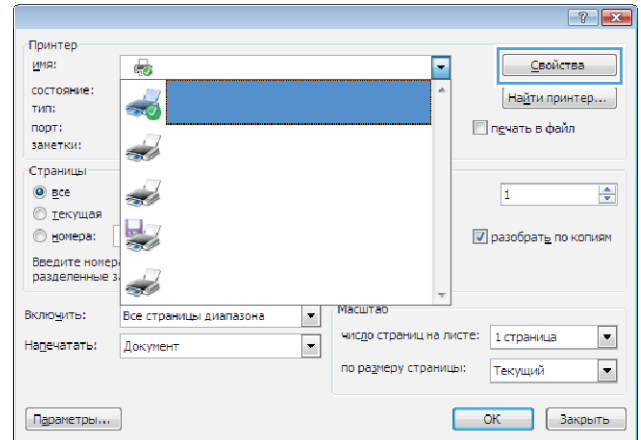 Принтер
имя:
Свойства
состояние:
Найти принтер...
тип:
порт:
печать в файл
заметки:
Страницы
все
1
текущая
номера:
разобрать по копиям
Введите
разделенные
Масштаб
Включить: Все страницы диапазона
число страниц на листе: 1 страница
Напечатать: Документ
по размеру страницы: Текущий
Параметры...
ОК
Закрыть